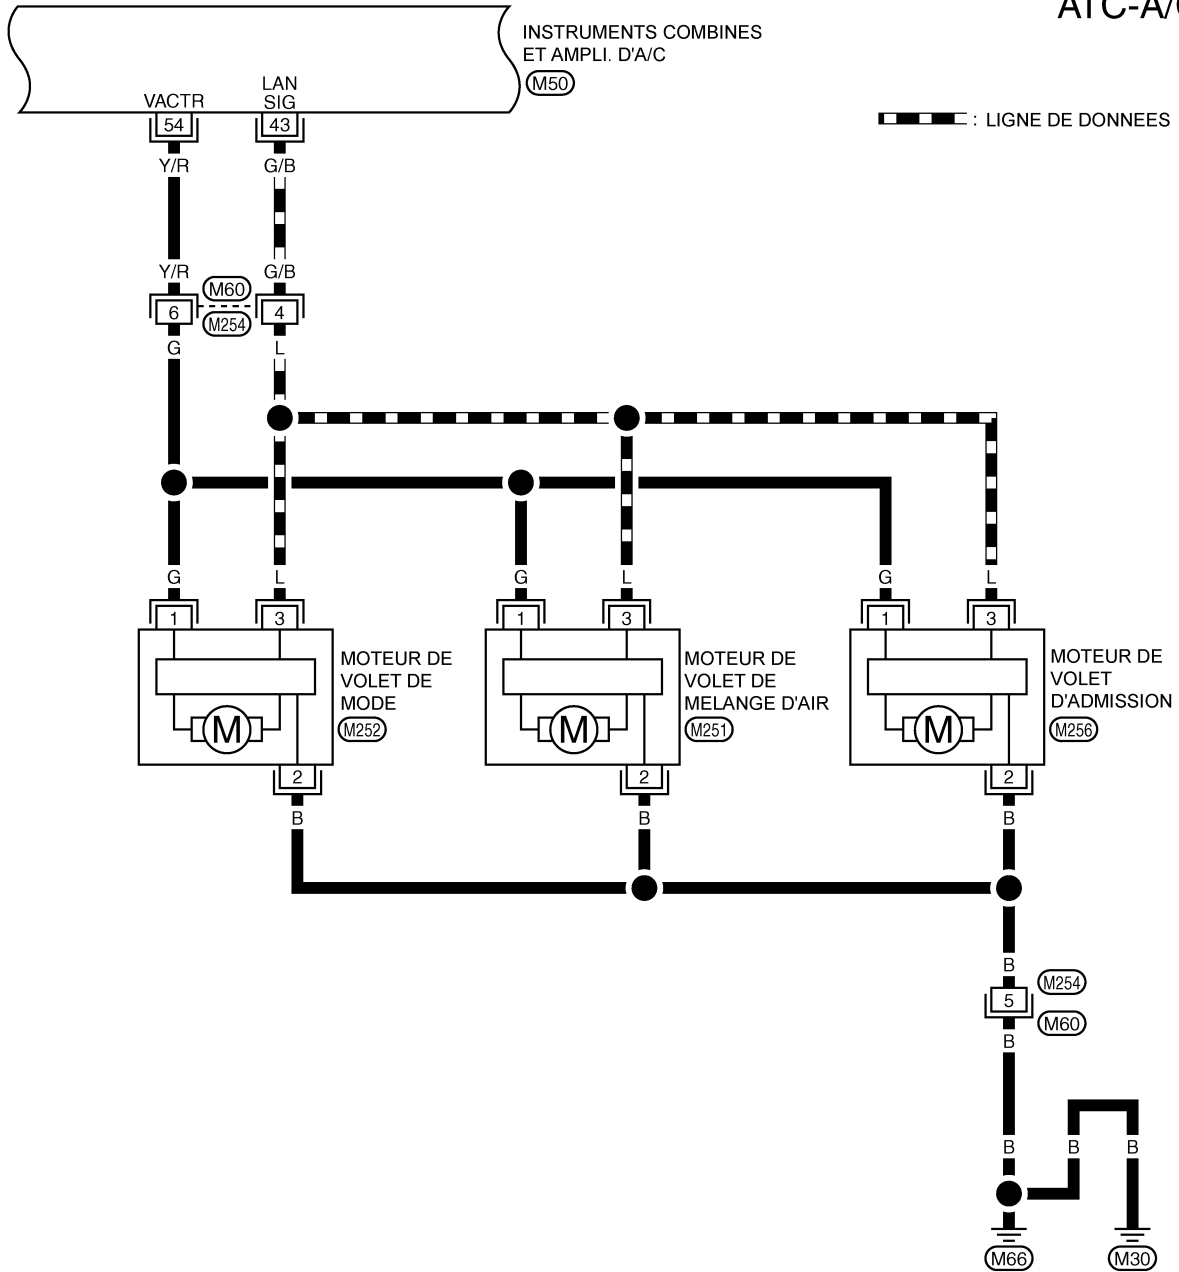 ATC-A/C
INSTRUMENTS COMBINES
ET AMPLI. D'A/C
M50
LAN
VACTR SIG
54 43
: LIGNE DE DONNEES
Y/R G/B
Y/R G/B
M60
6 4
M254
G L
G L G L G L
1 3 1 3 1 3
MOTEUR DE
VOLET DE
MODE
M252
MOTEUR DE
VOLET DE
MELANGE D'AIR
M251
MOTEUR DE
VOLET
D'ADMISSION
M256
M M M
2 2 2
B B B
B
M254
5
M60
B
B B B
M66 M30